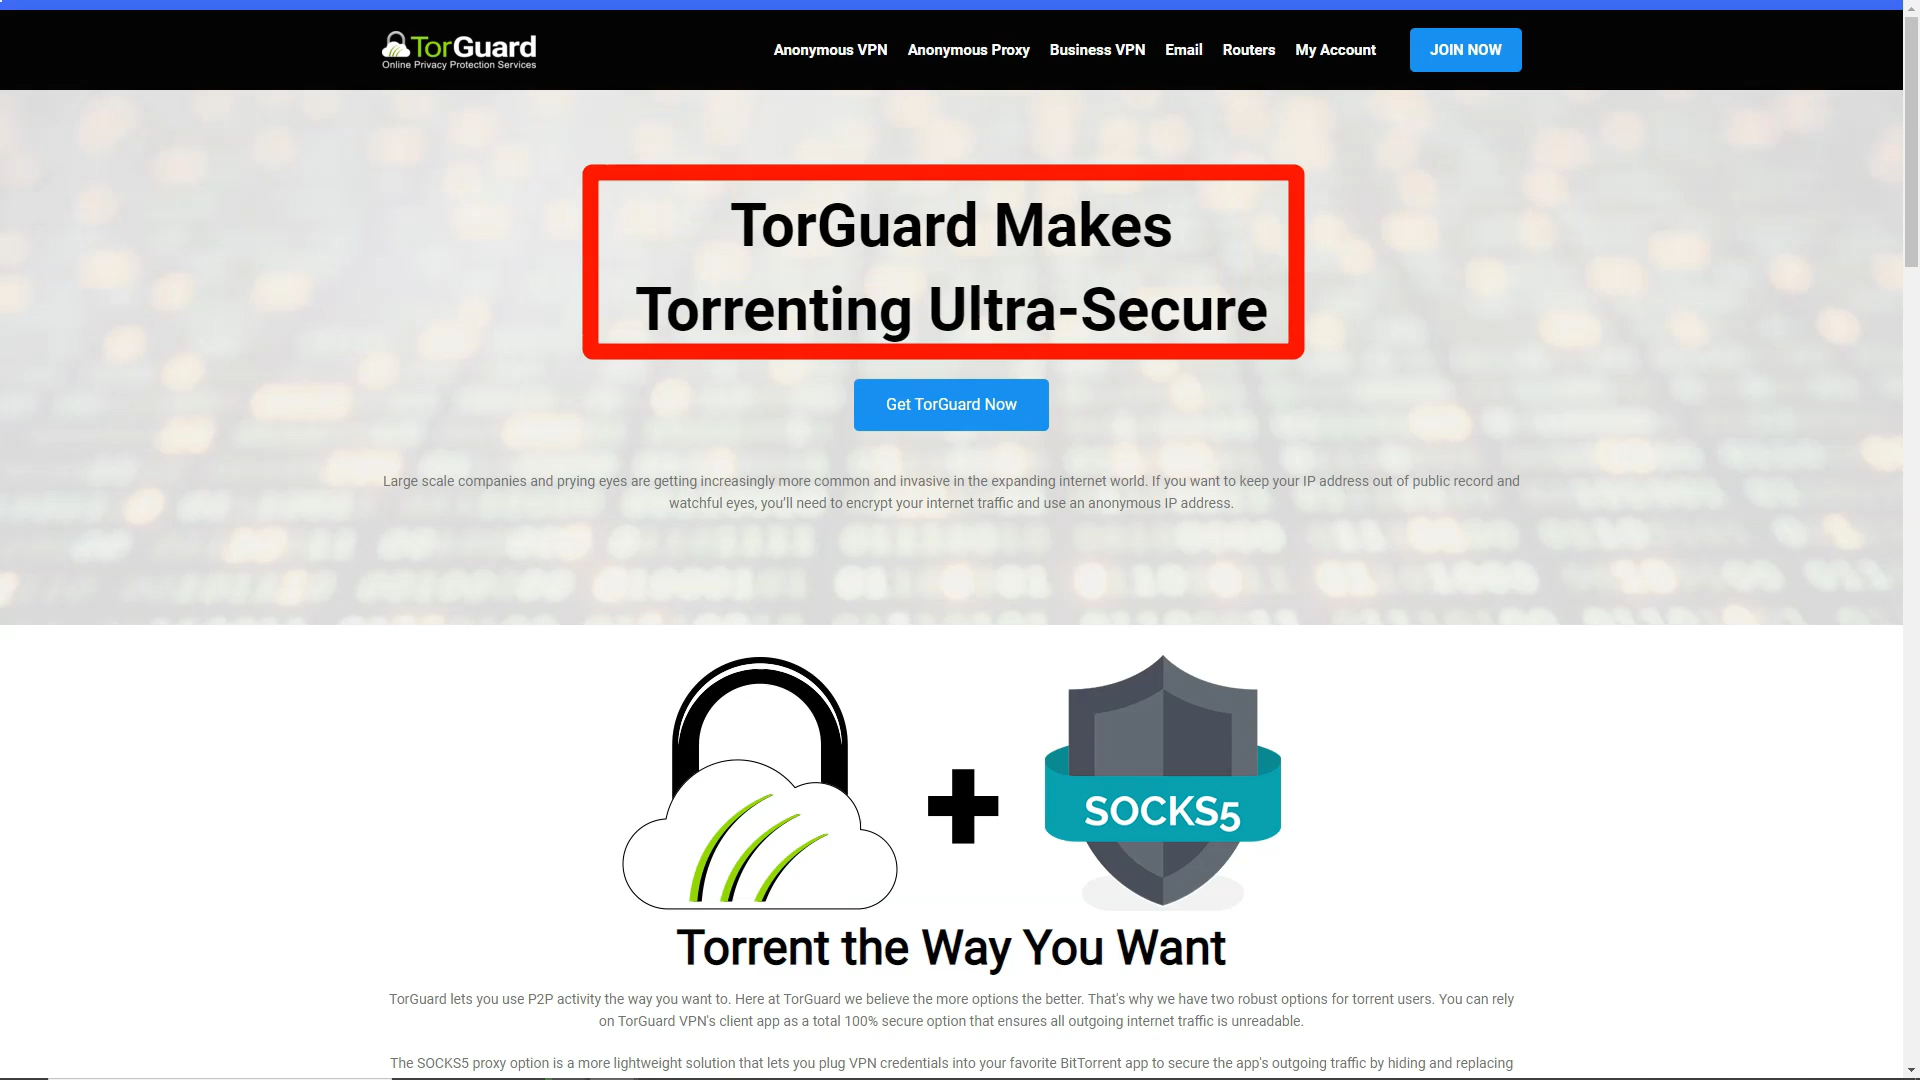 TorGuard
Online Privacy Protection Services
Anonymous VPN Anonymous Proxy Business VPN Email Routers My Account JOIN NOW
TorGuard Makes
Torrenting Ultra-Secure
Get TorGuard Now
Large scale companies and prying eyes are getting increasingly more common and invasive in the expanding internet world. If you want to keep your IP address out of public record and
watchful eyes, you'll need to encrypt your internet traffic and use an anonymous IP address.
SOCKS5
Torrent the Way You Want
TorGuard lets you use P2P activity the way you want to. Here at TorGuard we believe the more options the better. That's why we have two robust options for torrent users. You can rely
on TorGuard VPN's client app as a total 100% secure option that ensures all outgoing internet traffic is unreadable.
The SOCKS5 proxy option is a more lightweight solution that lets you plug VPN credentials into your favorite BitTorrent app to secure the app's outgoing traffic by hiding and replacing